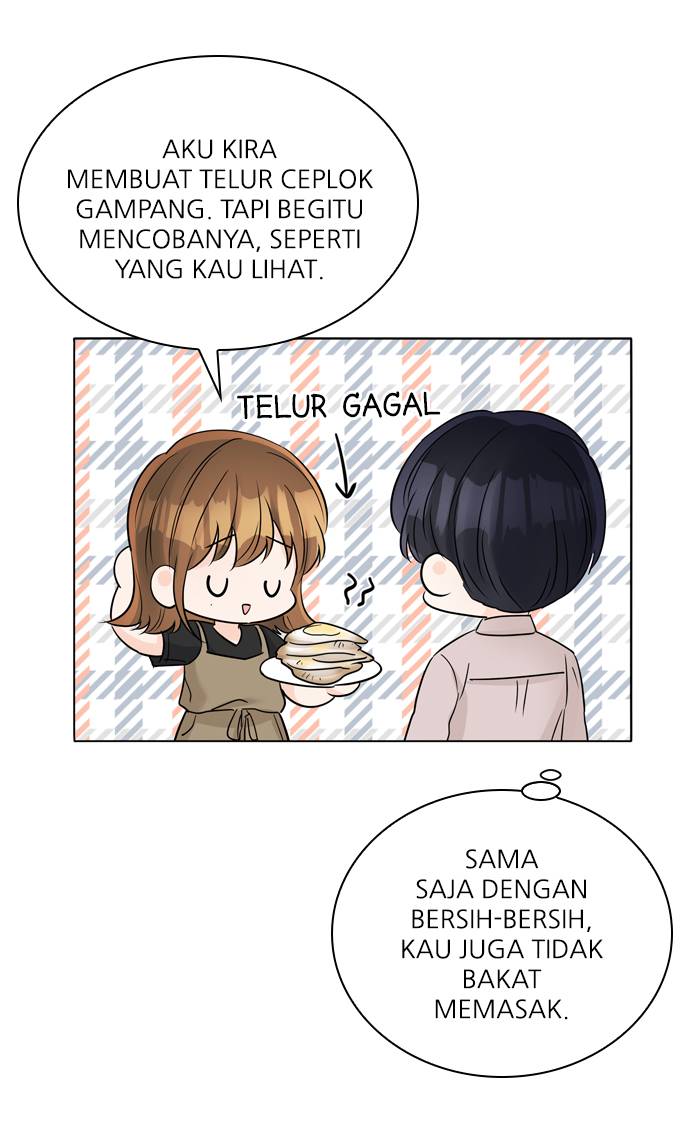 AKU KIRA
MEMBUAT TELUR CEPLOK
GAMPANG. TAPI BEGITU
MENCOBANYA, SEPERTI
YANG KAU LIHAT.
TELUR GAGAL
SAMA
SAJA DENGAN
BERSIH-BERSIH,
KAU JUGA TIDAK
BAKAT
MEMASAK.